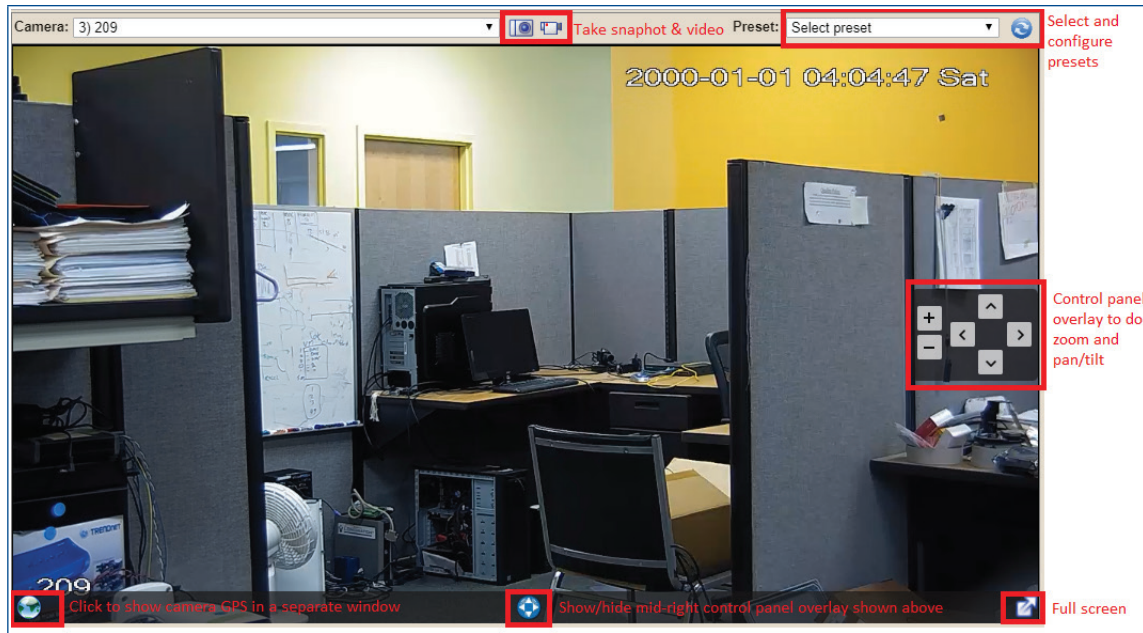 Camera: 3) 209
Take snaphot & video
Preset: Select preset
Select and
configure
presets
2000-01-01 04:04:47 Sat
Control panel
overlay to do
zoom and
pan/tilt
TRENDNET
209
Click to show camera GPS in a separate window
Show/hide mid-right control panel overlay shown above
Full screen